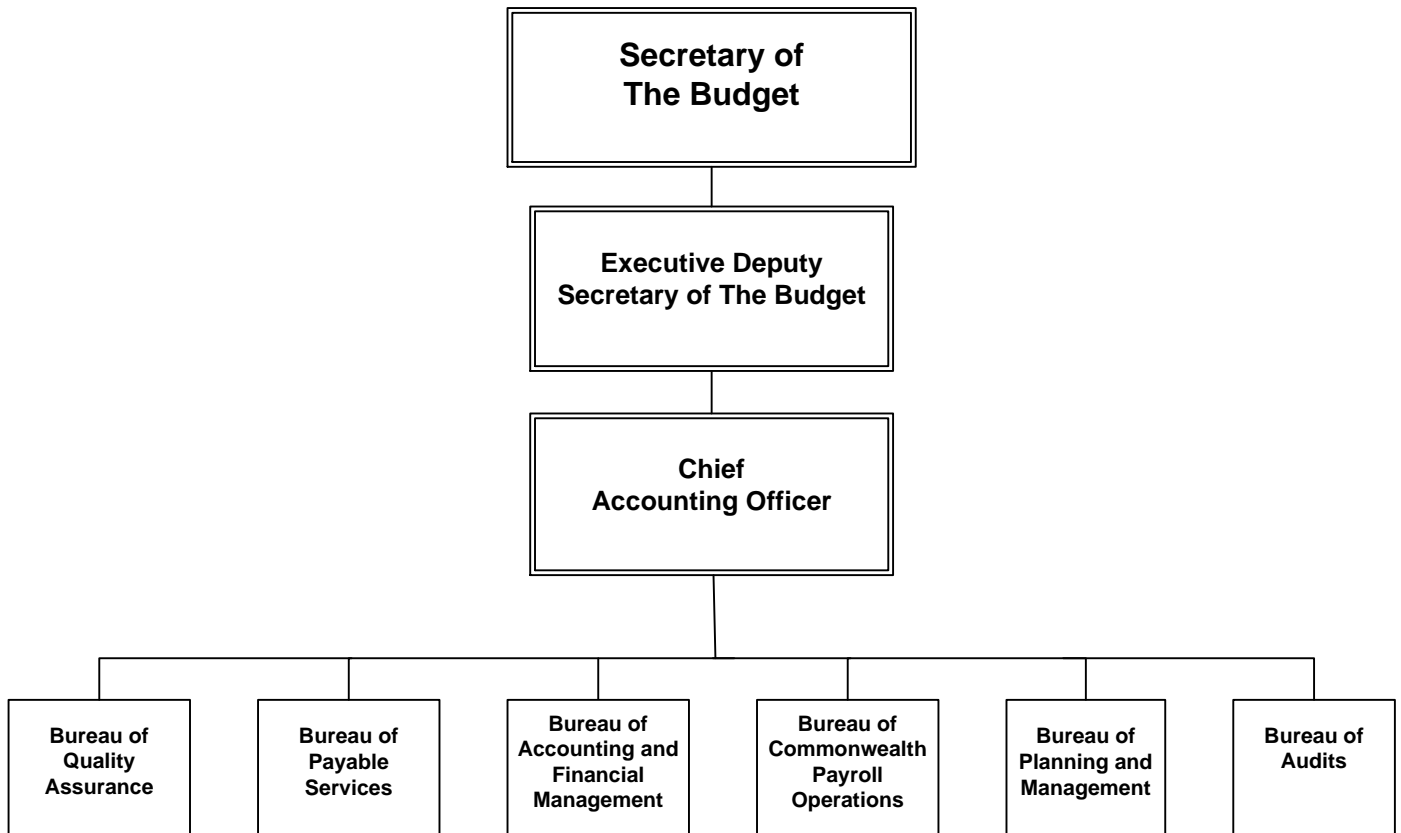 Secretary of
The Budget
Executive Deputy
Secretary of The Budget
Chief
Accounting Officer
Bureau of
Quality
Assurance
Bureau of
Payable
Services
Bureau of
Accounting and
Financial
Management
Bureau of
Commonwealth
Payroll
Operations
Bureau of
Planning and
Management
Bureau of
Audits